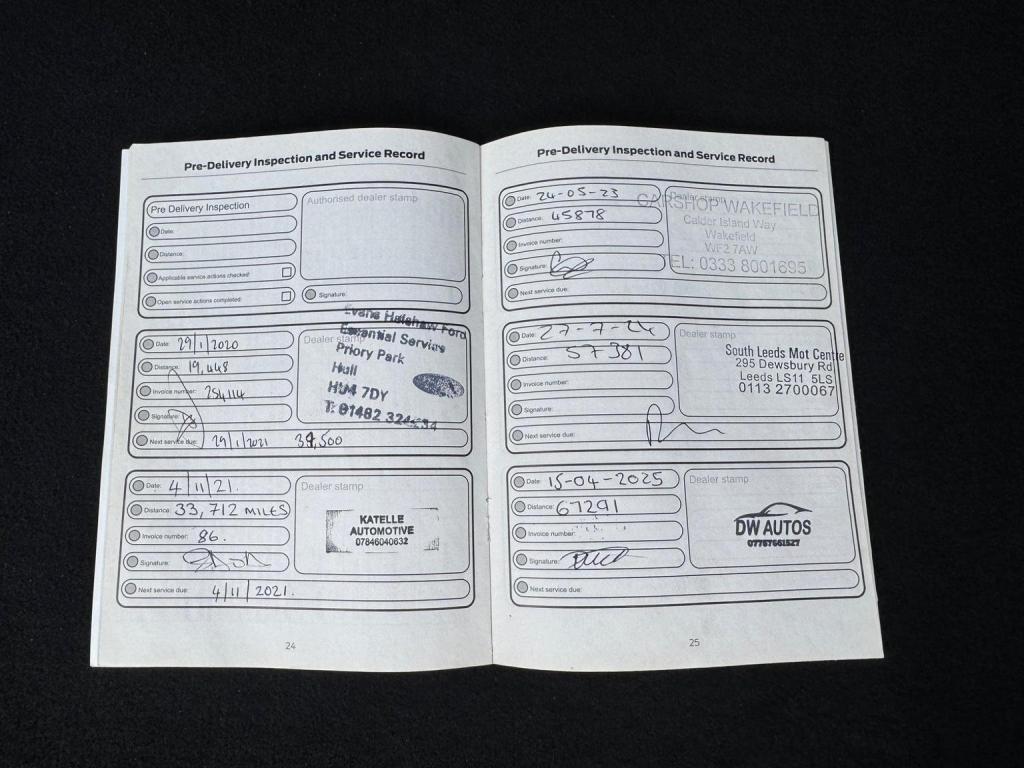 Pre-Delivery Inspection and Service Record
Pre Delivery Inspection
Date:
Distance:
Applicable service actions checked:
Open service actions completed:
Authorised dealer stamp
Signature:
Date: 29/1/2020
Distance: 19,448
Invoice number: 254114
Signature:
Next service due: 29/1/2021 39,500
Dealer stamp
Evans Halshaw Ford
Essential Service
Priory Park
Hull
HU4 7DY
T: 01482
Date: 4/11/21.
Distance: 33,712 MILES
Invoice number: 86.
Signature:
Next service due: 4/11/2021.
Dealer stamp
KATELLE
AUTOMOTIVE
07846040632
24
Pre-Delivery Inspection and Service Record
Date: 24-05-23
Distance: 45878
Invoice number:
Signature:
Next service due:
Dealer stamp
CARSHOP WAKEFIELD
Calder Island Way
Wakefield
WF2 7AW
TEL: 0333 8001695
Date: 27-7-24
Distance: 57381
Invoice number:
Signature:
Next service due:
Dealer stamp
South Leeds Mot Centre
295 Dewsbury Rd
Leeds LS11 5LS
0113 2700067
Date: 15-04-2025
Distance: 67291
Invoice number:
Signature:
Next service due:
Dealer stamp
DW AUTOS
07767661527
25